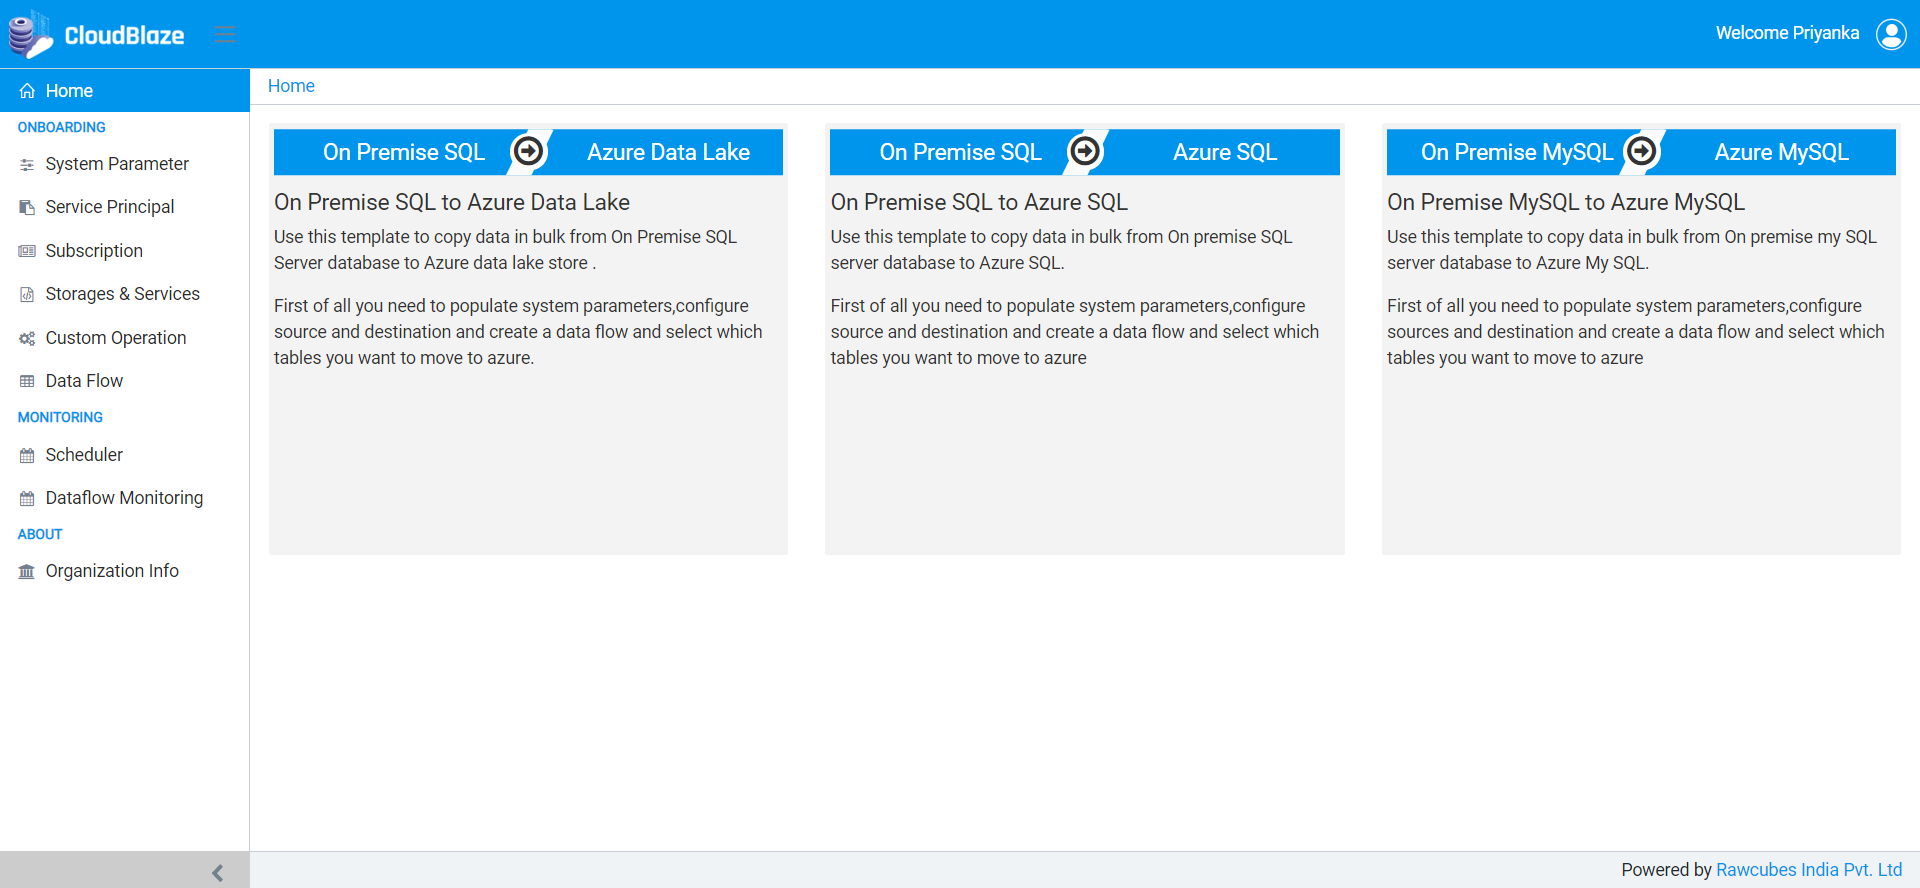 CloudBlaze
Welcome Priyanka
Home
ONBOARDING
System Parameter
Service Principal
Subscription
Storages & Services
Custom Operation
Data Flow
MONITORING
Scheduler
Dataflow Monitoring
ABOUT
Organization Info
Home
On Premise SQL Azure Data Lake
On Premise SQL to Azure Data Lake
Use this template to copy data in bulk from On Premise SQL
Server database to Azure data lake store .
First of all you need to populate system parameters,configure
source and destination and create a data flow and select which
tables you want to move to azure.
On Premise SQL Azure SQL
On Premise SQL to Azure SQL
Use this template to copy data in bulk from On premise SQL
server database to Azure SQL.
First of all you need to populate system parameters,configure
source and destination and create a data flow and select which
tables you want to move to azure
On Premise MySQL Azure MySQL
On Premise MySQL to Azure MySQL
Use this template to copy data in bulk from On premise my SQL
server database to Azure My SQL.
First of all you need to populate system parameters,configure
sources and destination and create a data flow and select which
tables you want to move to azure
Powered by Rawcubes India Pvt. Ltd